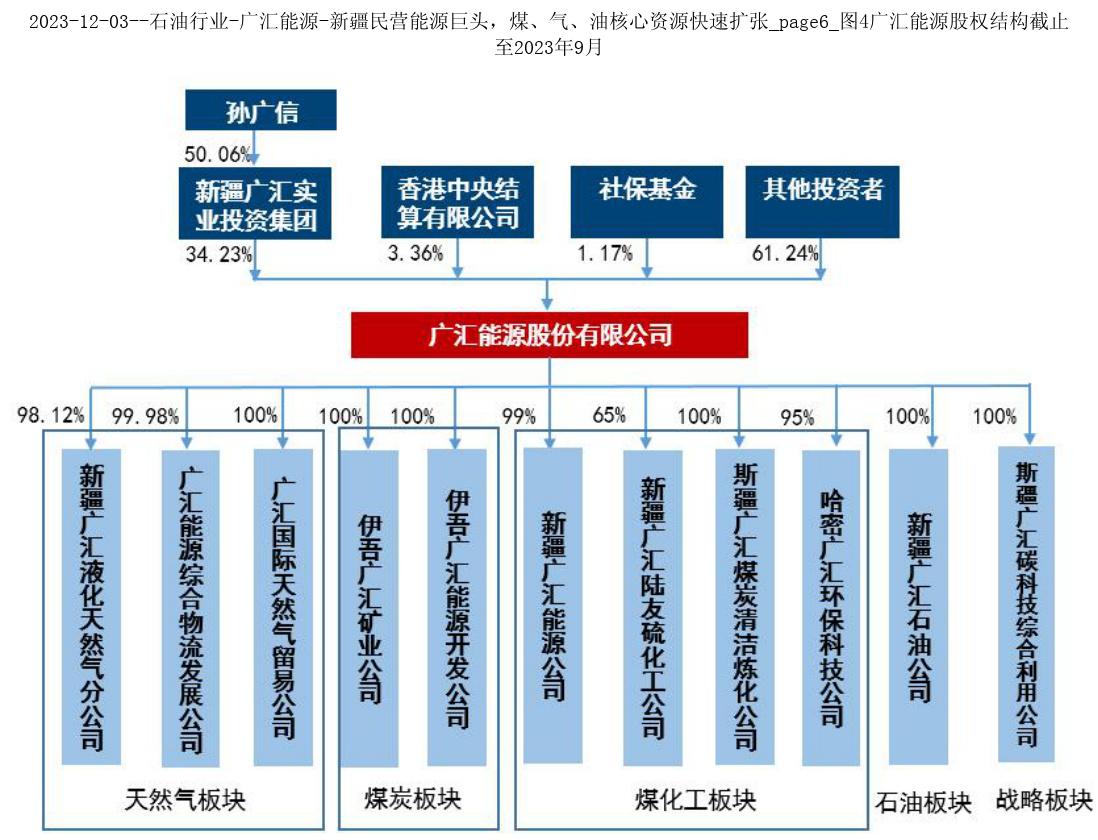 2023-12-03--石油行业-广汇能源-新疆民营能源巨头，煤、气、油核心资源快速扩张_page6_图4广汇能源股权结构截止
至2023年9月
孙广信
50.06%
新疆广汇实
业投资集团
香港中央结
算有限公司
社保基金
其他投资者
34.23%
3.36%
1.17%
61.24%
广汇能源股份有限公司
98.12%
99.98%
100%
100%
100%
99%
65%
100%
95%
100%
100%
新疆广汇液化天然气分公司
广汇能源综合物流发展公司
广汇国际天然气留易公司
伊吾广汇矿业公司
伊吾广汇能源开发公司
新疆广汇能源公司
新疆广汇陆友硫化工公司
斯疆广汇煤炭清洁炼化公司
哈密广汇环保科技公司
新疆广汇石油公司
斯疆广汇碳科技综合利用公司
天然气板块
煤炭板块
煤化工板块
石油板块
战略板块